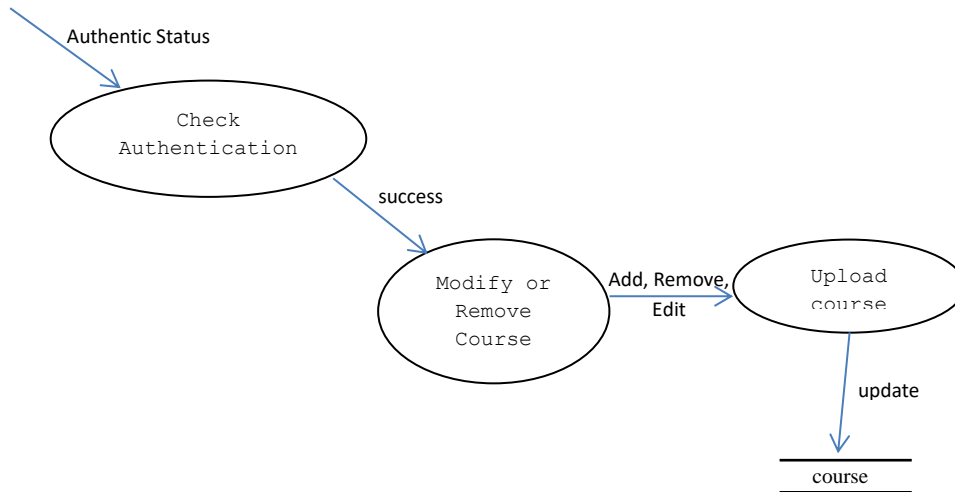 Authentic Status
Check
Authentication
success
Modify or
Remove
Course
Add, Remove,
Edit
Upload
course
update
course